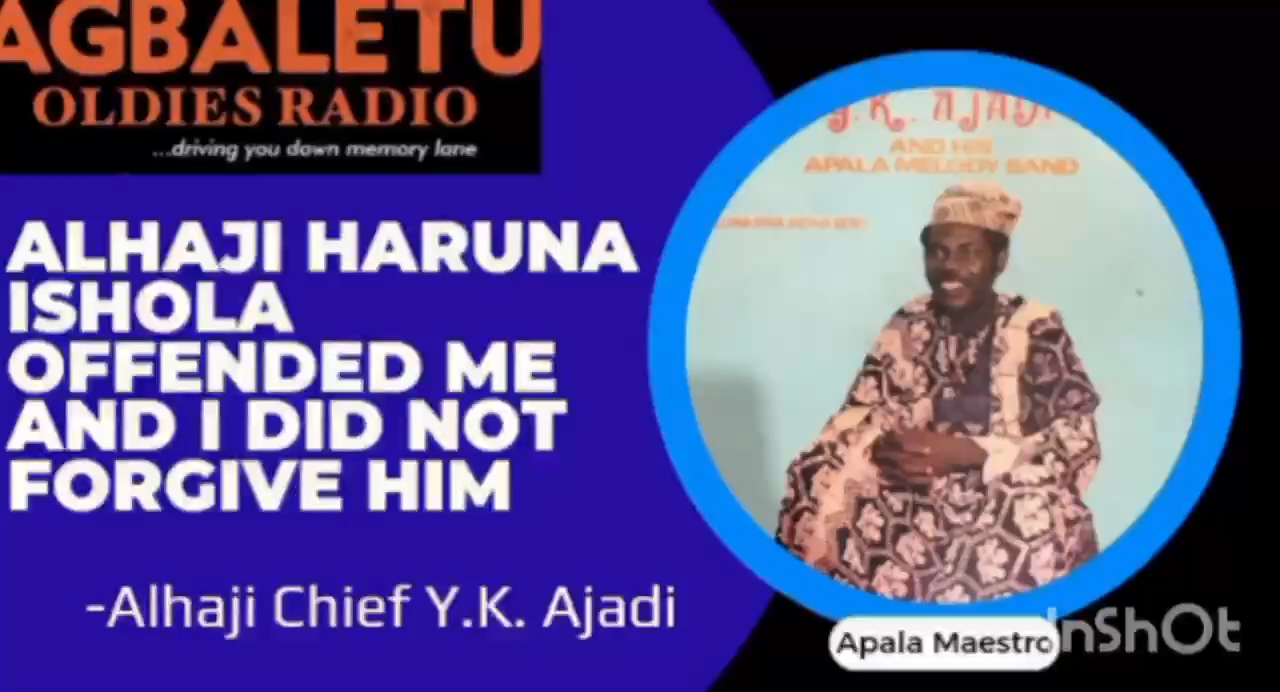 AGBALETU
OLDIES RADIO
...driving you down memory lane
ALHAJI HARUNA
ISHOLA
OFFENDED ME
AND I DID NOT
FORGIVE HIM
-Alhaji Chief Y.K. Ajadi
Y.K. AJADI
AND HIS
APALA MELODY BAND
Apala Maestro
InShOt